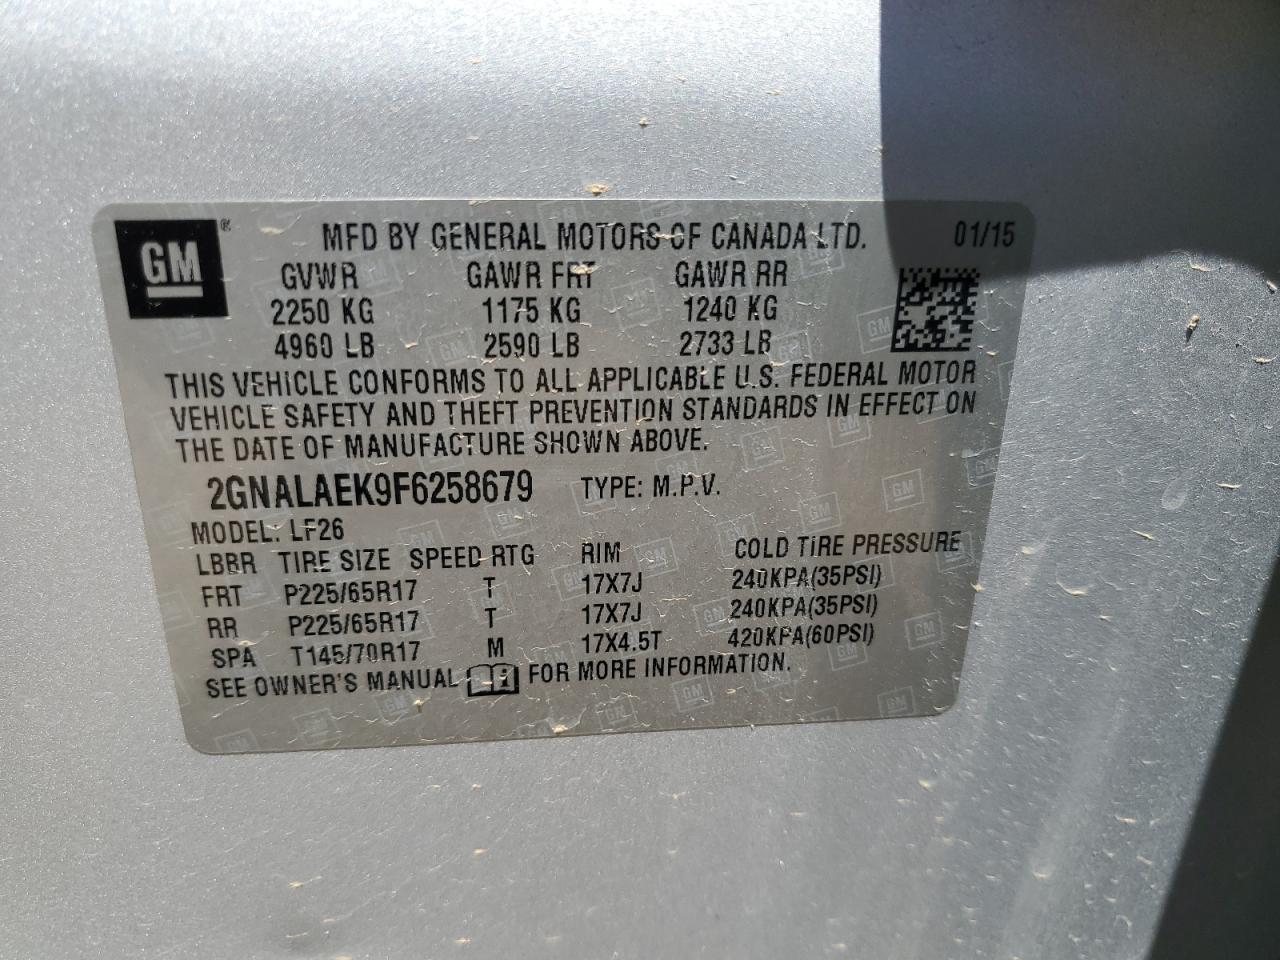 GM ® MFD BY GENERAL MOTORS OF CANADA LTD. 01/15
GVWR GAWR FRT GAWR RR
2250 KG 1175 KG 1240 KG
4960 LB 2590 LB 2733 LB
THIS VEHICLE CONFORMS TO ALL APPLICABLE U.S. FEDERAL MOTOR
VEHICLE SAFETY AND THEFT PREVENTION STANDARDS IN EFFECT ON
THE DATE OF MANUFACTURE SHOWN ABOVE.
2GNALAEK9F6258679 TYPE: M.P.V.
MODEL: LF26
LBBR TIRE SIZE SPEED RTG RIM COLD TIRE PRESSURE
FRT P225/65R17 T 17X7J 240KPA(35PSI)
RR P225/65R17 T 17X7J 240KPA(35PSI)
SPA T145/70R17 M 17X4.5T 420KPA(60PSI)
SEE OWNER'S MANUAL FOR MORE INFORMATION.